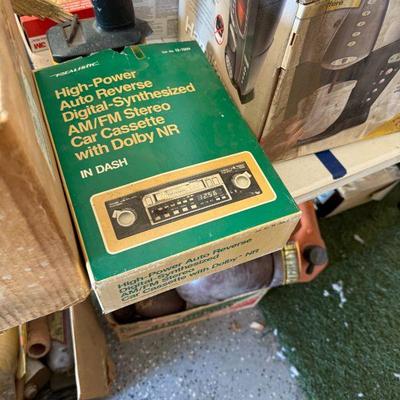 REALISTIC
High-Power
Auto Reverse
Digital-Synthesized
AM/FM Stereo
Car Cassette
with Dolby NR
IN DASH
High-Power Auto Reverse
Digital-Synthesized
AM/FM Stereo
Car Cassette with Dolby NR